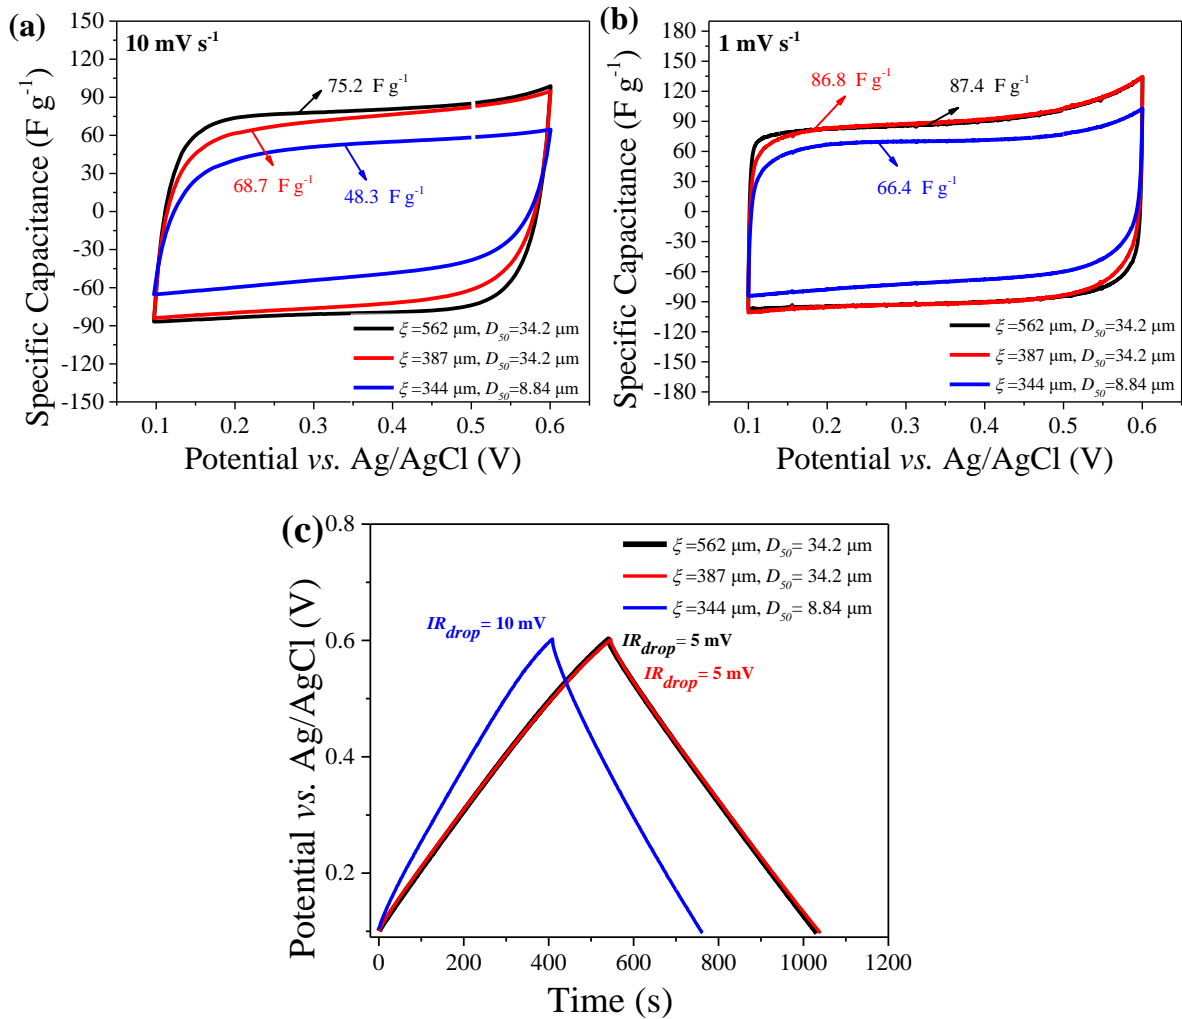 (a)
10 mV s⁻¹
Specific Capacitance (F g⁻¹)
150
120
90
60
30
0
-30
-60
-90
-120
-150
75.2 F g⁻¹
68.7 F g⁻¹
48.3 F g⁻¹
ξ=562 μm, D₅₀=34.2 μm
ξ=387 μm, D₅₀=34.2 μm
ξ=344 μm, D₅₀=8.84 μm
0.1 0.2 0.3 0.4 0.5 0.6
Potential vs. Ag/AgCl (V)
(b)
1 mV s⁻¹
Specific Capacitance (F g⁻¹)
180
150
120
90
60
30
0
-30
-60
-90
-120
-150
-180
86.8 F g⁻¹
87.4 F g⁻¹
66.4 F g⁻¹
ξ=562 μm, D₅₀=34.2 μm
ξ=387 μm, D₅₀=34.2 μm
ξ=344 μm, D₅₀=8.84 μm
0.1 0.2 0.3 0.4 0.5 0.6
Potential vs. Ag/AgCl (V)
(c)
Potential vs. Ag/AgCl (V)
0.8
0.6
0.4
0.2
ξ=562 μm, D₅₀= 34.2 μm
ξ=387 μm, D₅₀= 34.2 μm
ξ=344 μm, D₅₀= 8.84 μm
IRdrop= 10 mV
IRdrop= 5 mV
IRdrop= 5 mV
0 200 400 600 800 1000 1200
Time (s)